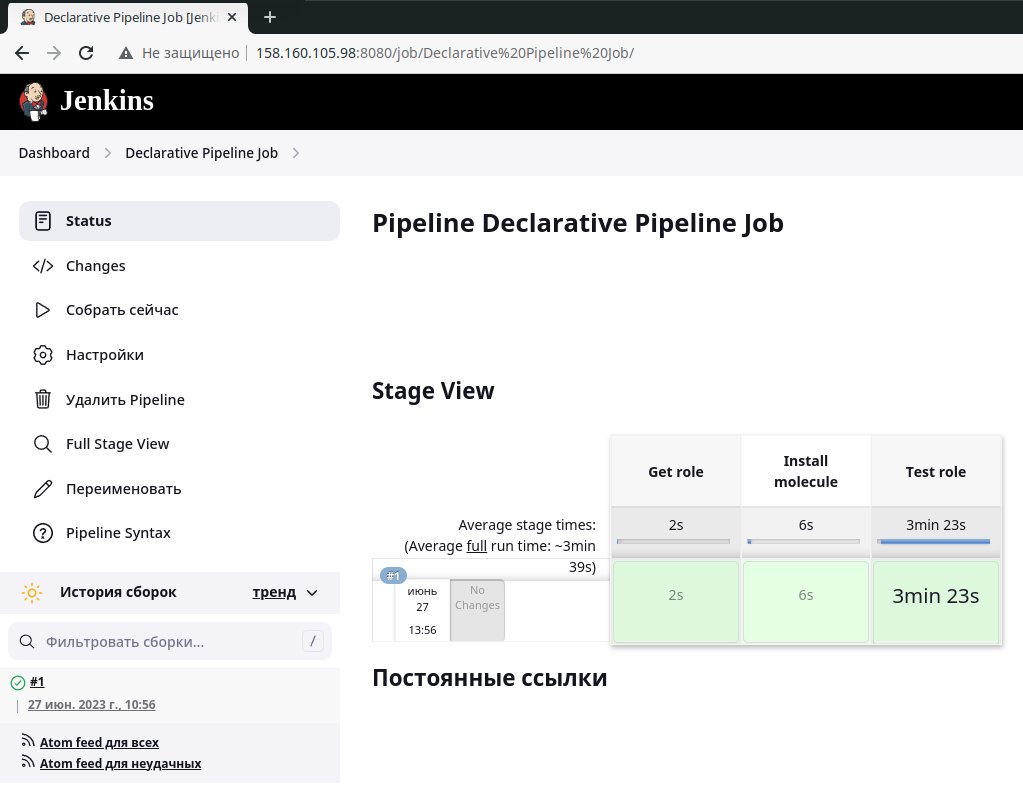 Declarative Pipeline Job [Jenk
Не защищено
158.160.105.98:8080/job/Declarative%20Pipeline%20Job/
Jenkins
Dashboard
Declarative Pipeline Job
Status
Changes
Собрать сейчас
Настройки
Удалить Pipeline
Full Stage View
Переименовать
Pipeline Syntax
История сборок
тренд
Фильтровать сборки...
/
#1
27 июн. 2023 г., 10:56
Atom feed для всех
Atom feed для неудачных
Pipeline Declarative Pipeline Job
Stage View
Get role
Install
molecule
Test role
Average stage times:
(Average full run time: ~3min
39s)
2s
6s
3min 23s
#1
июнь
27
13:56
No
Changes
2s
6s
3min 23s
Постоянные ссылки